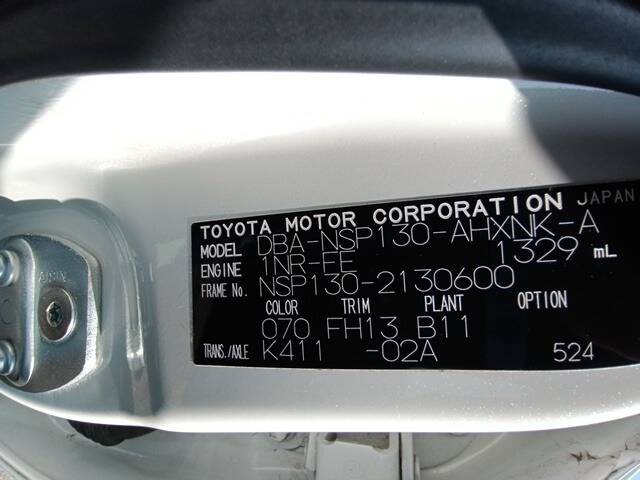 TOYOTA MOTOR CORPORATION JAPAN
MODEL DBA-NSP130-AHXNK-A
ENGINE 1NR-FE 1329 mL
FRAME No. NSP130-2130600
COLOR TRIM PLANT OPTION
070 FH13 B11
TRANS./AXLE K411 -02A 524
AISIN